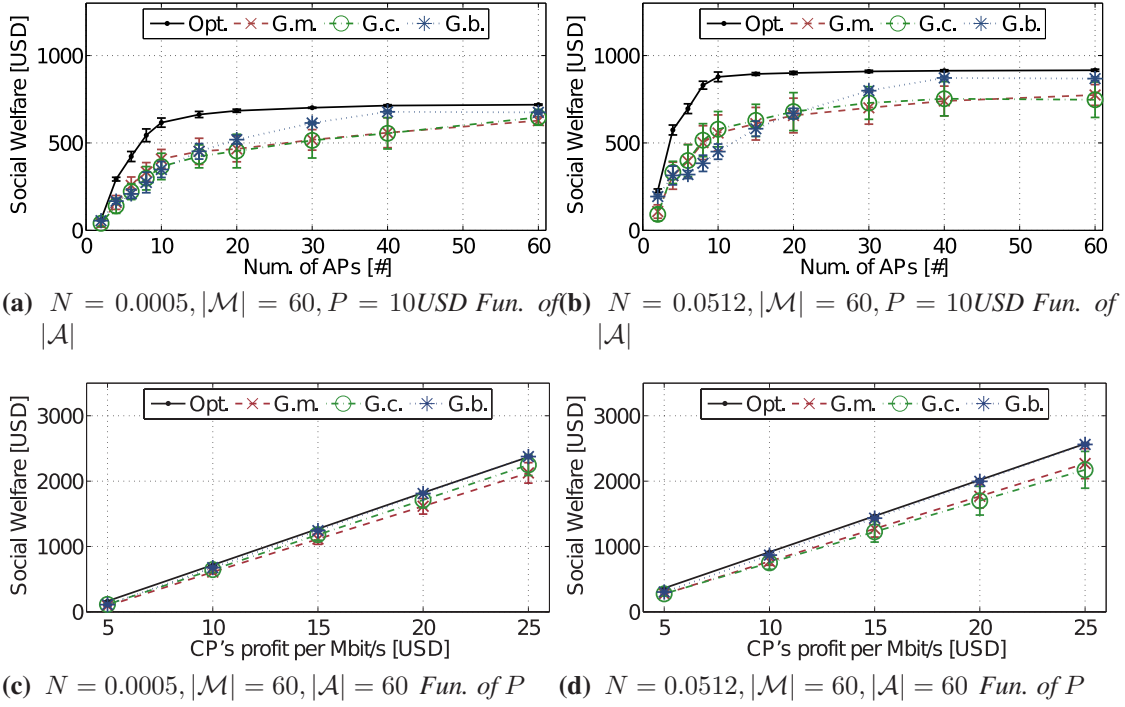 Social Welfare [USD]
Opt. G.m. G.c. G.b.
1000
500
0
0 10 20 30 40 50 60
Num. of APs [#]
(a) N = 0.0005, |M| = 60, P = 10USD Fun. of |A|
Social Welfare [USD]
Opt. G.m. G.c. G.b.
1000
500
0
0 10 20 30 40 50 60
Num. of APs [#]
(b) N = 0.0512, |M| = 60, P = 10USD Fun. of |A|
Social Welfare [USD]
Opt. G.m. G.c. G.b.
3000
2000
1000
0
5 10 15 20 25
CP's profit per Mbit/s [USD]
(c) N = 0.0005, |M| = 60, |A| = 60 Fun. of P
Social Welfare [USD]
Opt. G.m. G.c. G.b.
3000
2000
1000
0
5 10 15 20 25
CP's profit per Mbit/s [USD]
(d) N = 0.0512, |M| = 60, |A| = 60 Fun. of P